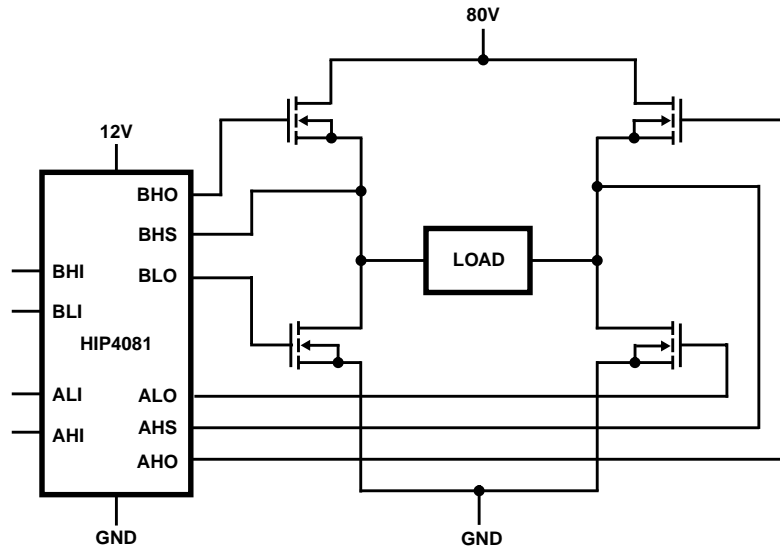 80V
12V
BHO
BHS
BLO
BHI
BLI
HIP4081
ALI
AHI
ALO
AHS
AHO
LOAD
GND
GND